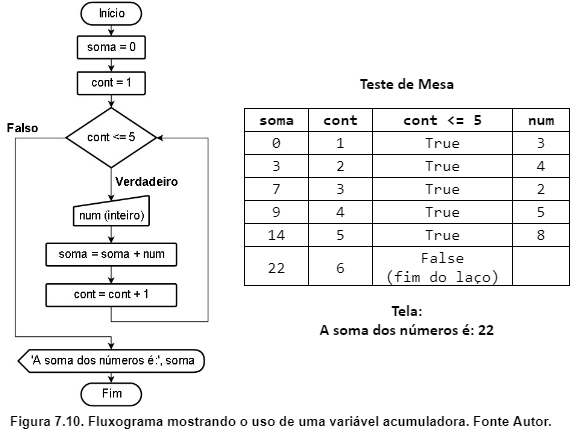 Início
soma = 0
cont = 1
Falso
cont <= 5
Verdadeiro
num (inteiro)
soma = soma + num
cont = cont + 1
'A soma dos números é:', soma
Fim
Teste de Mesa
soma cont cont <= 5 num
0 1 True 3
3 2 True 4
7 3 True 2
9 4 True 5
14 5 True 8
22 6 False
(fim do laço)
Tela:
A soma dos números é: 22
Figura 7.10. Fluxograma mostrando o uso de uma variável acumuladora. Fonte Autor.